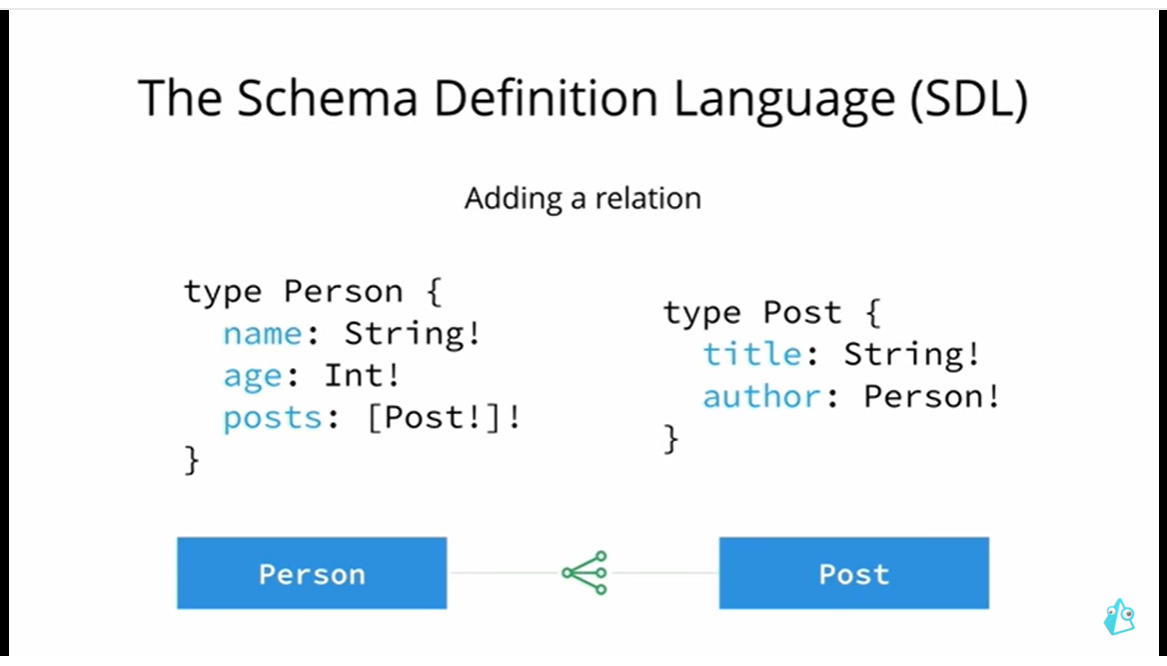 The Schema Definition Language (SDL)
Adding a relation
type Person {
  name: String!
  age: Int!
  posts: [Post!]!
}
type Post {
  title: String!
  author: Person!
}
Person
Post